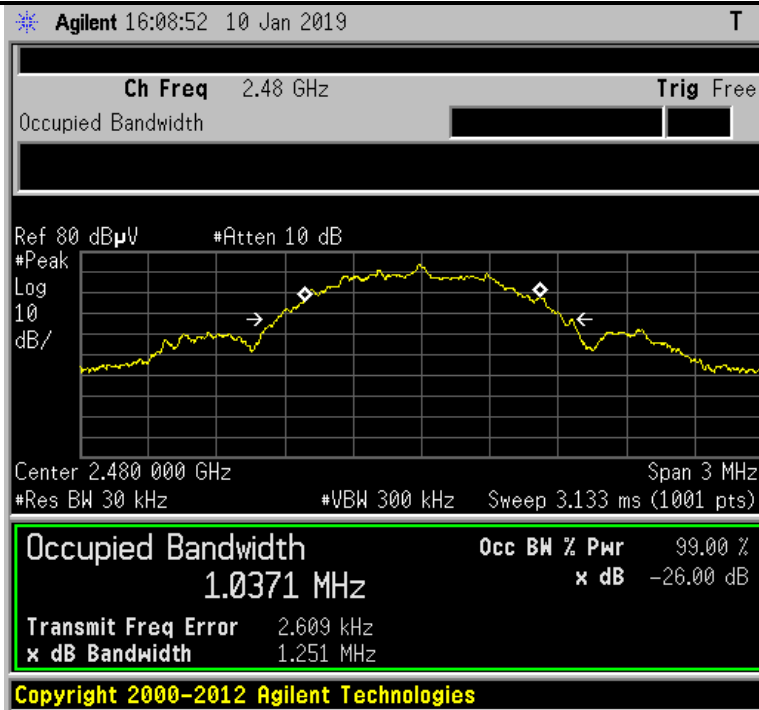 Agilent 16:08:52 10 Jan 2019 T
Ch Freq 2.48 GHz Trig Free
Occupied Bandwidth
Ref 80 dBµV #Atten 10 dB
#Peak
Log
10
dB/
Center 2.480 000 GHz Span 3 MHz
#Res BW 30 kHz #VBW 300 kHz Sweep 3.133 ms (1001 pts)
Occupied Bandwidth Occ BW % Pwr 99.00 %
1.0371 MHz x dB -26.00 dB
Transmit Freq Error 2.609 kHz
x dB Bandwidth 1.251 MHz
Copyright 2000-2012 Agilent Technologies